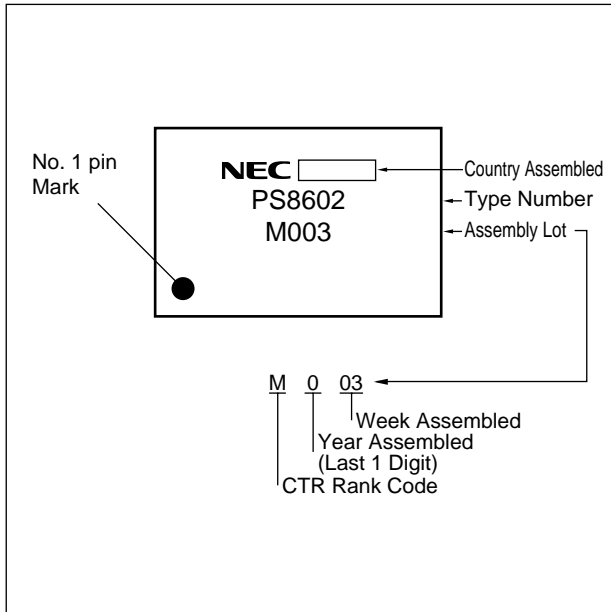 No. 1 pin
Mark
NEC
PS8602
M003
Country Assembled
Type Number
Assembly Lot
M 0 03
Week Assembled
Year Assembled
(Last 1 Digit)
CTR Rank Code